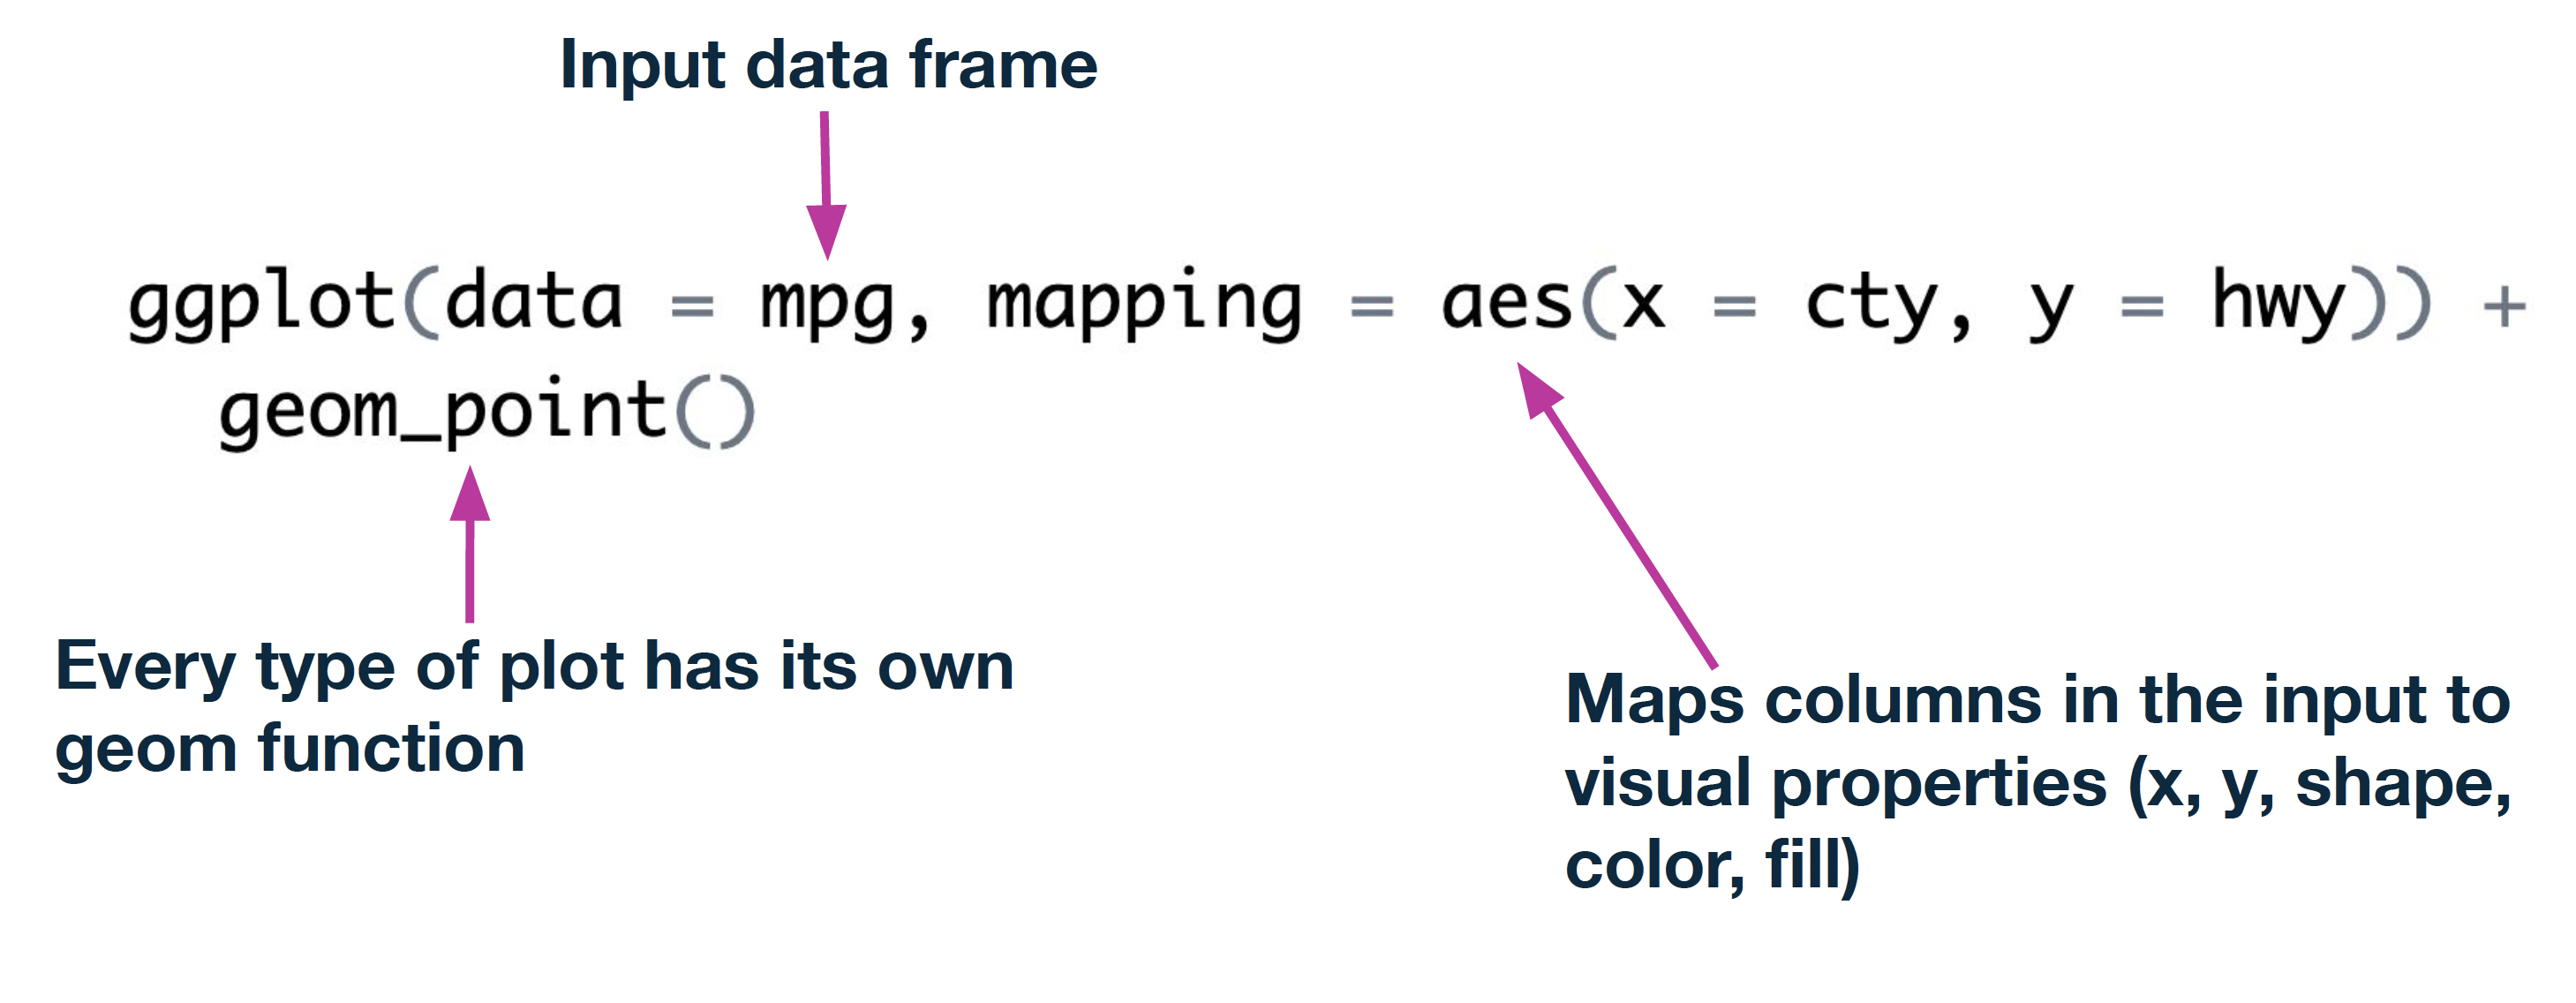 Input data frame
ggplot(data = mpg, mapping = aes(x = cty, y = hwy)) +
geom_point()
Every type of plot has its own
geom function
Maps columns in the input to
visual properties (x, y, shape,
color, fill)